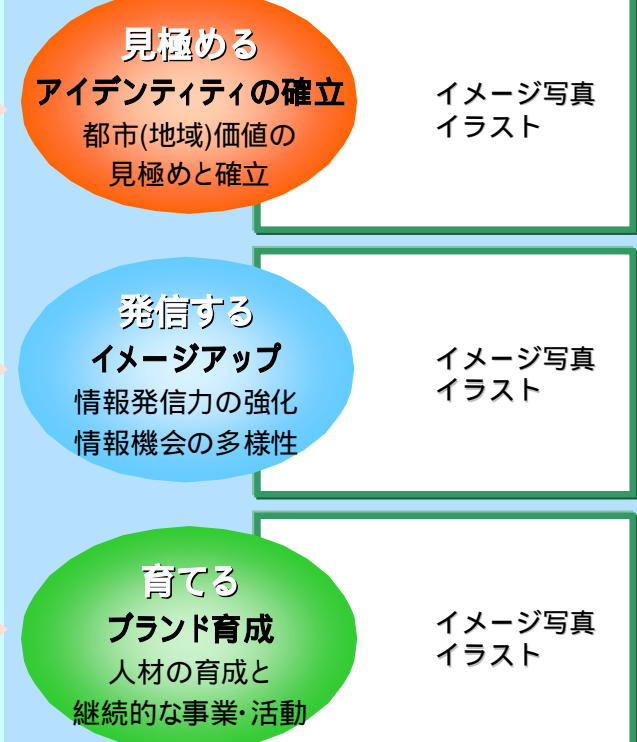 見極める
アイデンティティの確立
都市(地域)価値の
見極めと確立
イメージ写真
イラスト
発信する
イメージアップ
情報発信力の強化
情報機会の多様性
イメージ写真
イラスト
育てる
ブランド育成
人材の育成と
継続的な事業・活動
イメージ写真
イラスト